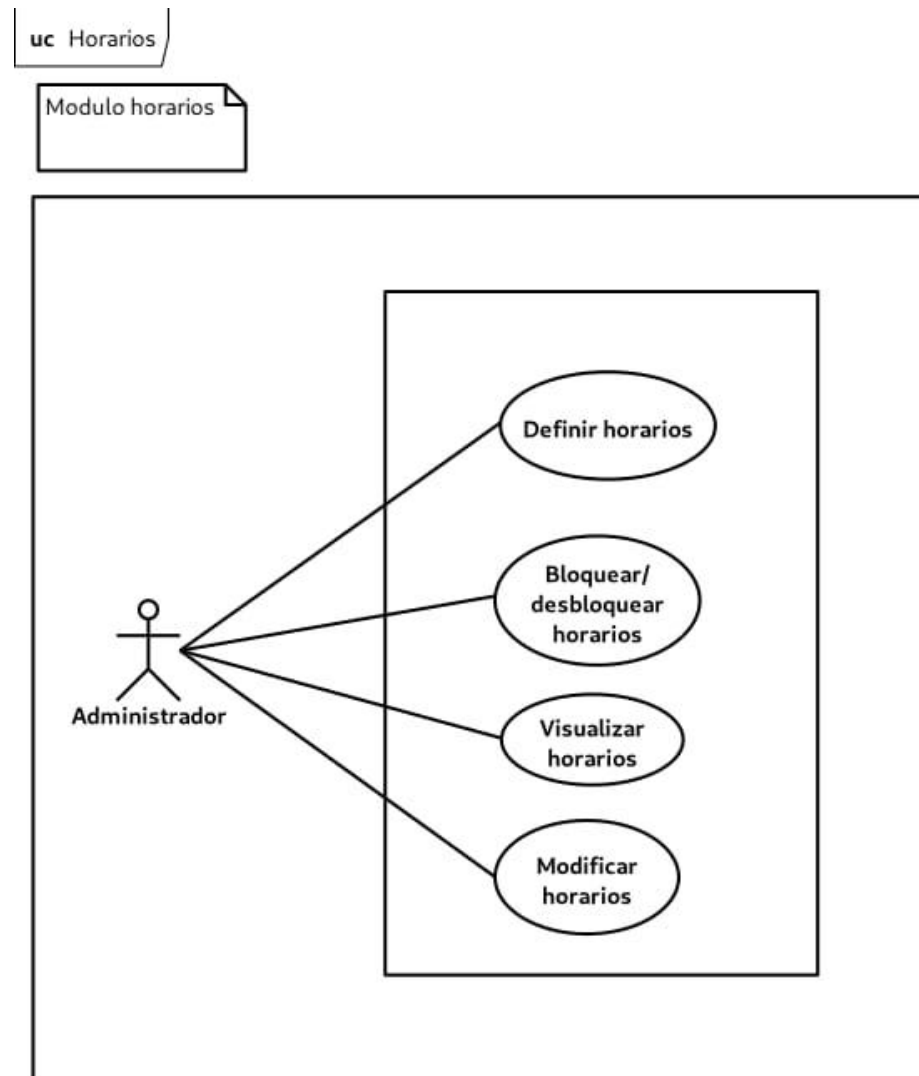 uc Horarios
Modulo horarios
Definir horarios
Bloquear/
desbloquear
horarios
Administrador
Visualizar
horarios
Modificar
horarios